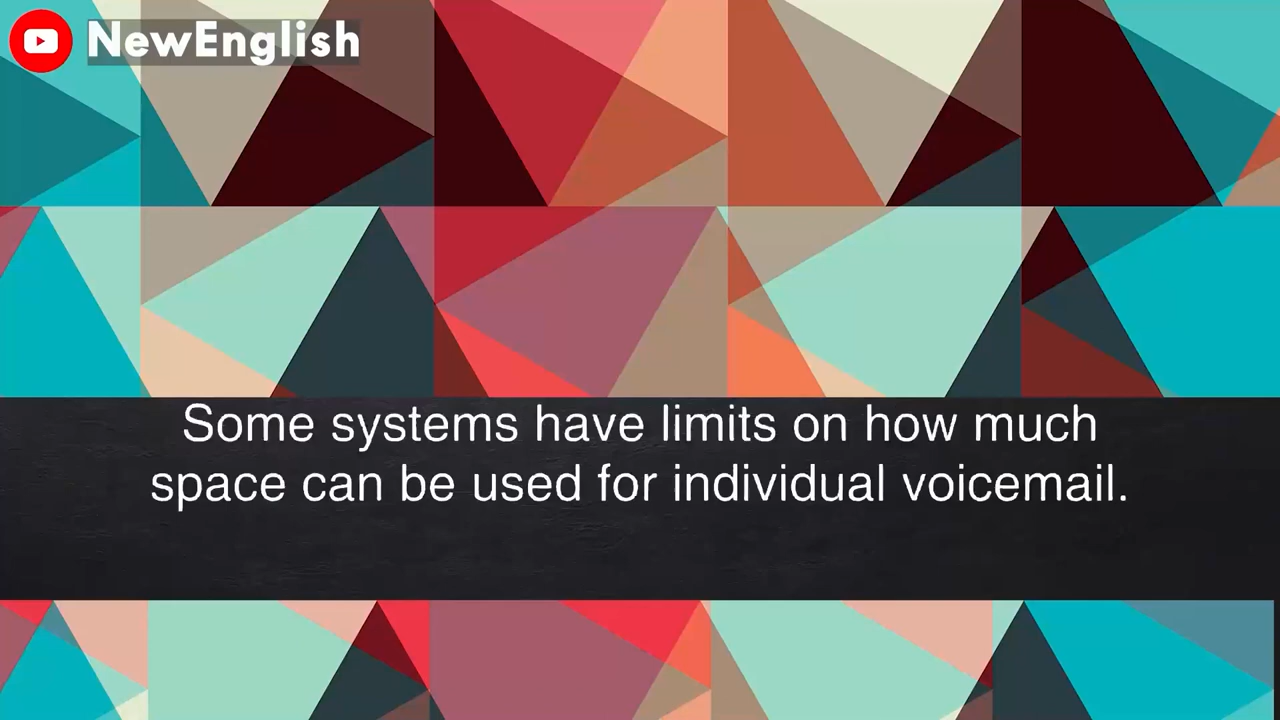 NewEnglish
Some systems have limits on how much
space can be used for individual voicemail.